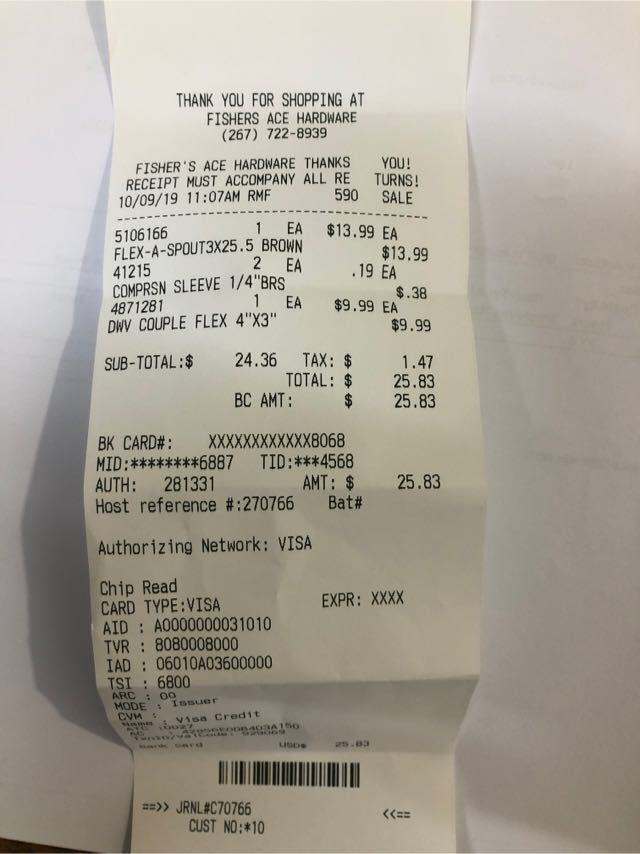 THANK YOU FOR SHOPPING AT
FISHERS ACE HARDWARE
(267) 722-8939
FISHER'S ACE HARDWARE THANKS YOU!
RECEIPT MUST ACCOMPANY ALL RE TURNS!
10/09/19 11:07AM RMF 590 SALE
5106166 1 EA $13.99 EA
FLEX-A-SPOUT3X25.5 BROWN $13.99
41215 2 EA .19 EA
COMPRSN SLEEVE 1/4"BRS $.38
4871281 1 EA $9.99 EA
DWV COUPLE FLEX 4"X3" $9.99
SUB-TOTAL:$ 24.36 TAX: $ 1.47
TOTAL: $ 25.83
BC AMT: $ 25.83
BK CARD#: XXXXXXXXXXXX8068
MID:********6887 TID:***4568
AUTH: 281331 AMT: $ 25.83
Host reference #:270766 Bat#
Authorizing Network: VISA
Chip Read
CARD TYPE:VISA EXPR: XXXX
AID : A0000000031010
TVR : 8080008000
IAD : 06010A03600000
TSI : 6800
ARC : 00
MODE : Issuer
CVM :
Name : Visa Credit
ATC :0027
Bank card USD$ 25.83
==>> JRNL#C70766 <<==
CUST NO:*10